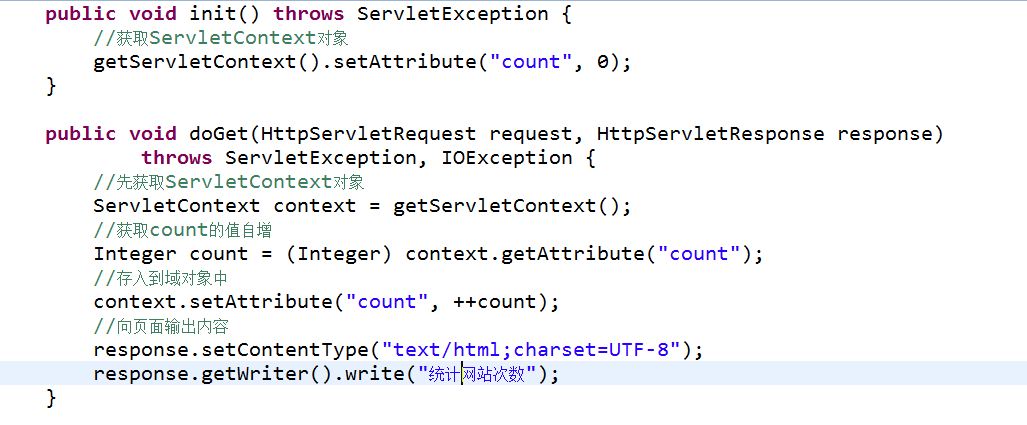 public void init() throws ServletException {
//获取ServletContext对象
getServletContext().setAttribute("count", 0);
}
public void doGet(HttpServletRequest request, HttpServletResponse response)
throws ServletException, IOException {
//先获取ServletContext对象
ServletContext context = getServletContext();
//获取count的值自增
Integer count = (Integer) context.getAttribute("count");
//存入到域对象中
context.setAttribute("count", ++count);
//向页面输出内容
response.setContentType("text/html;charset=UTF-8");
response.getWriter().write("统计网站次数");
}